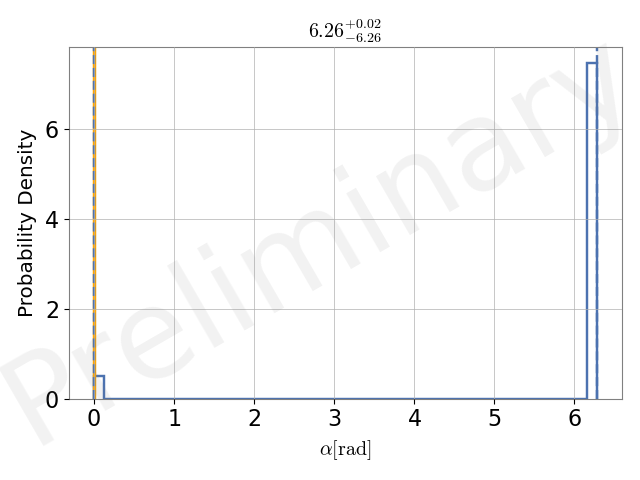 6.26^{+0.02}_{-6.26}
Probability Density
6
4
2
0
0 1 2 3 4 5 6
α[rad]
Preliminary